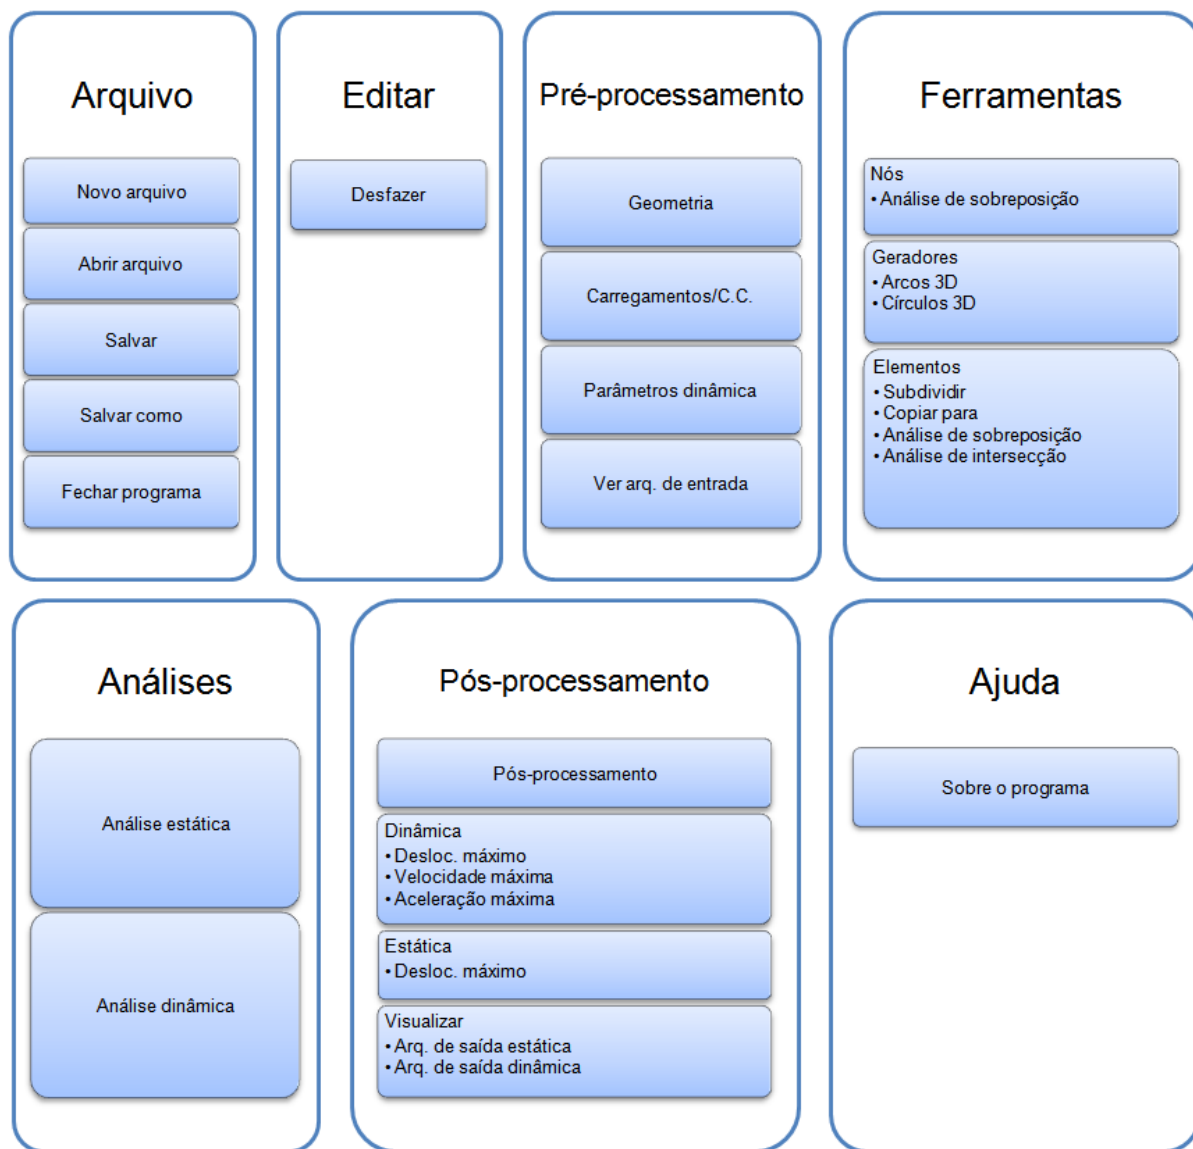 Arquivo
Novo arquivo
Abrir arquivo
Salvar
Salvar como
Fechar programa
Editar
Desfazer
Pré-processamento
Geometria
Carregamentos/C.C.
Parâmetros dinâmica
Ver arq. de entrada
Ferramentas
Nós
• Análise de sobreposição
Geradores
• Arcos 3D
• Círculos 3D
Elementos
• Subdividir
• Copiar para
• Análise de sobreposição
• Análise de intersecção
Análises
Análise estática
Análise dinâmica
Pós-processamento
Pós-processamento
Dinâmica
• Desloc. máximo
• Velocidade máxima
• Aceleração máxima
Estática
• Desloc. máximo
Visualizar
• Arq. de saída estática
• Arq. de saída dinâmica
Ajuda
Sobre o programa